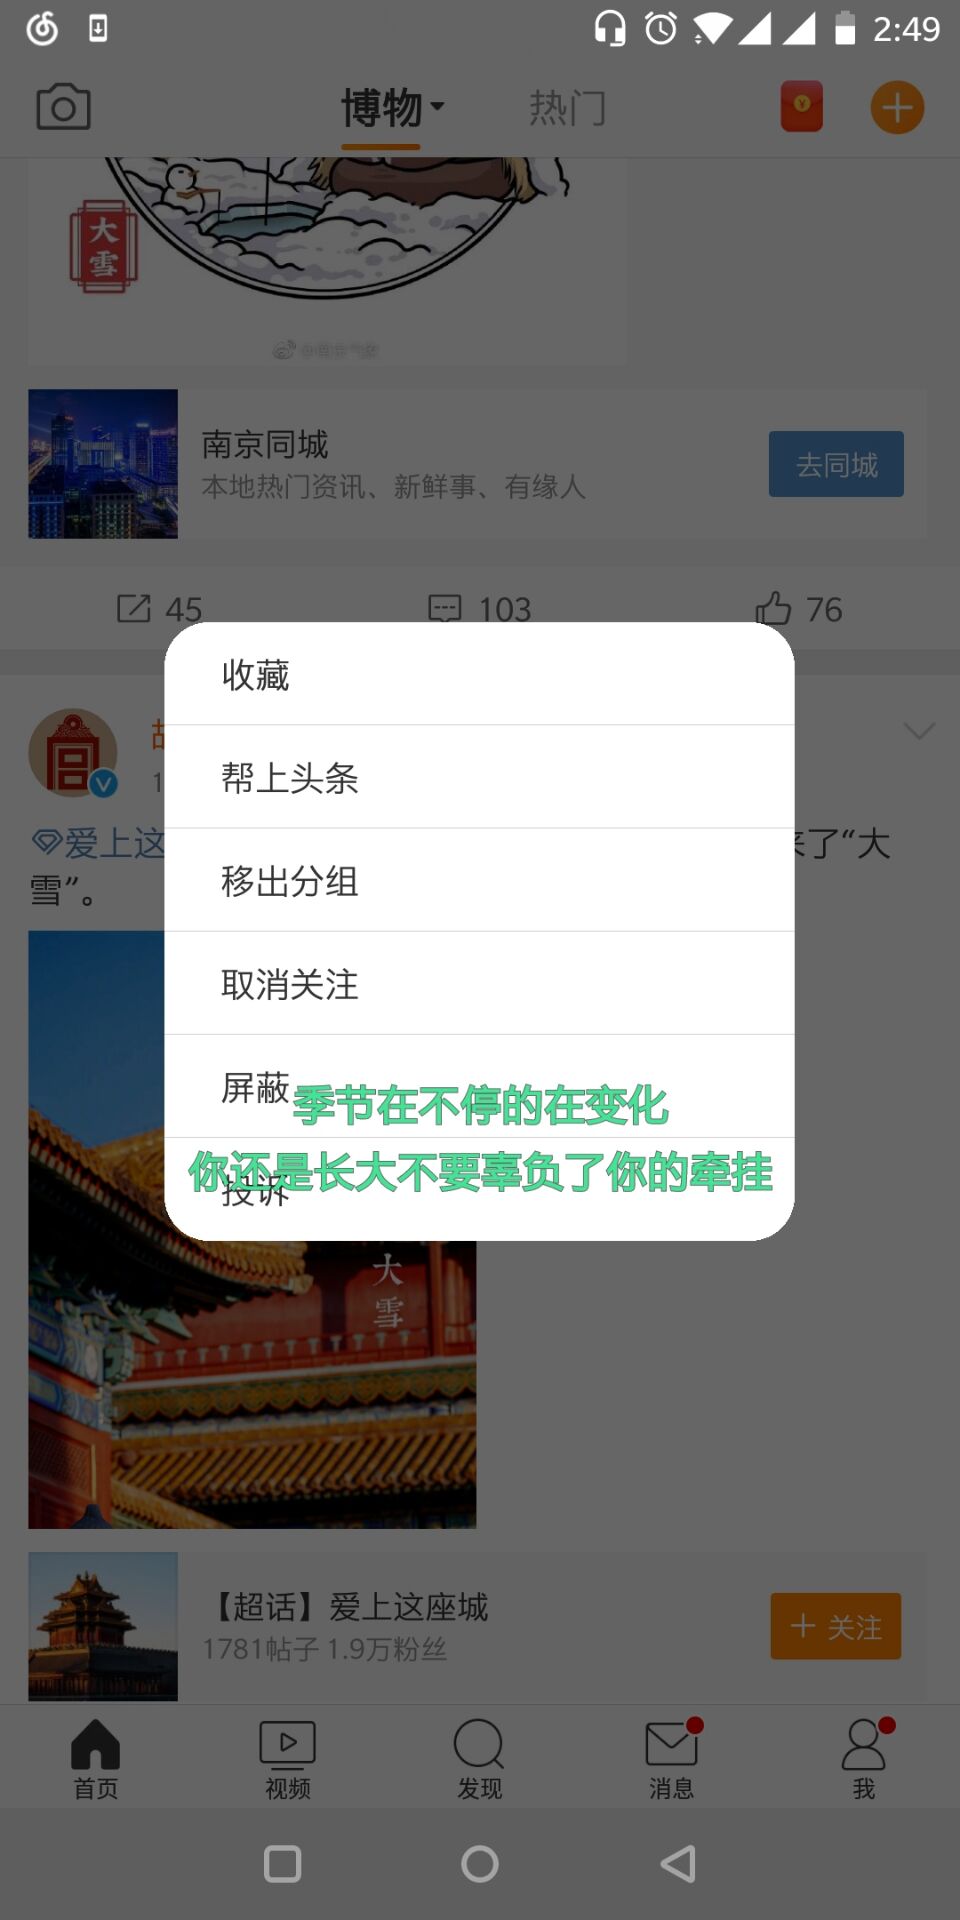 2:49
博物
热门
大雪
@南京气象
南京同城
本地热门资讯、新鲜事、有缘人
去同城
45
103
76
收藏
帮上头条
移出分组
取消关注
屏蔽
投诉
季节在不停的在变化
你还是长大不要辜负了你的牵挂
爱上这
来了“大
雪”。
大雪
【超话】爱上这座城
1781帖子 1.9万粉丝
关注
首页
视频
发现
消息
我